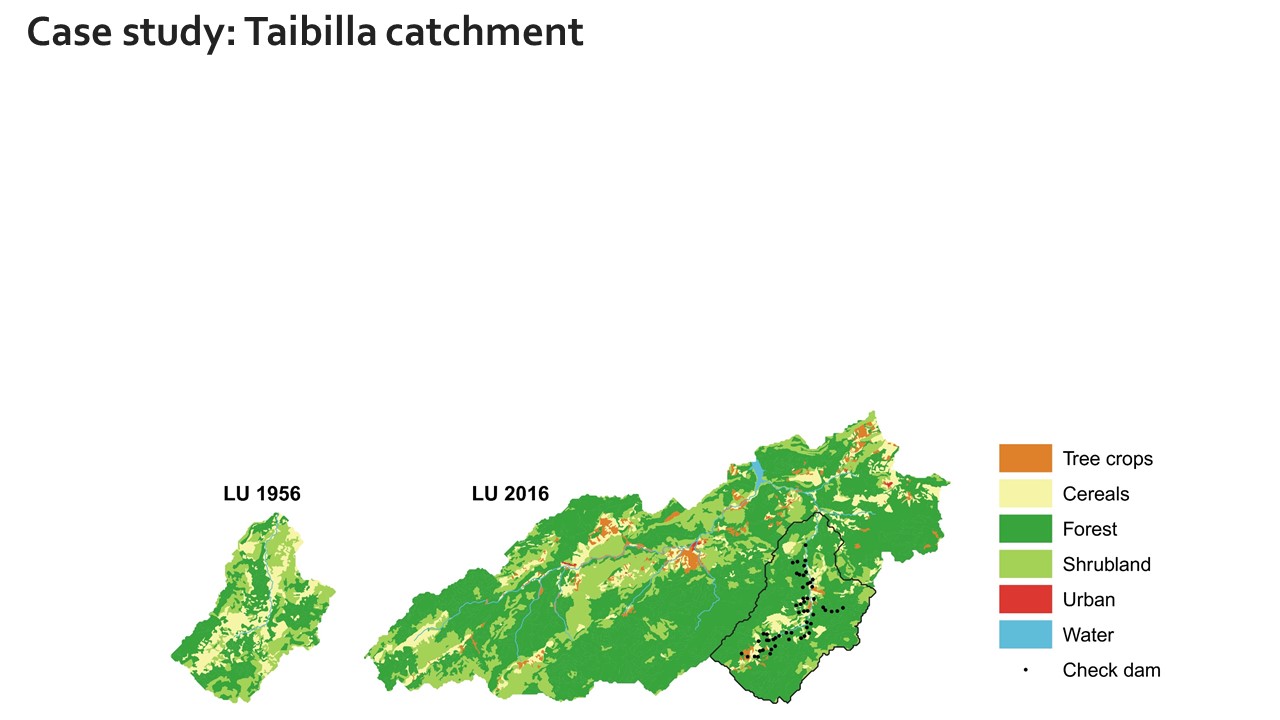 Case study: Taibilla catchment
LU 1956
LU 2016
Tree crops
Cereals
Forest
Shrubland
Urban
Water
Check dam